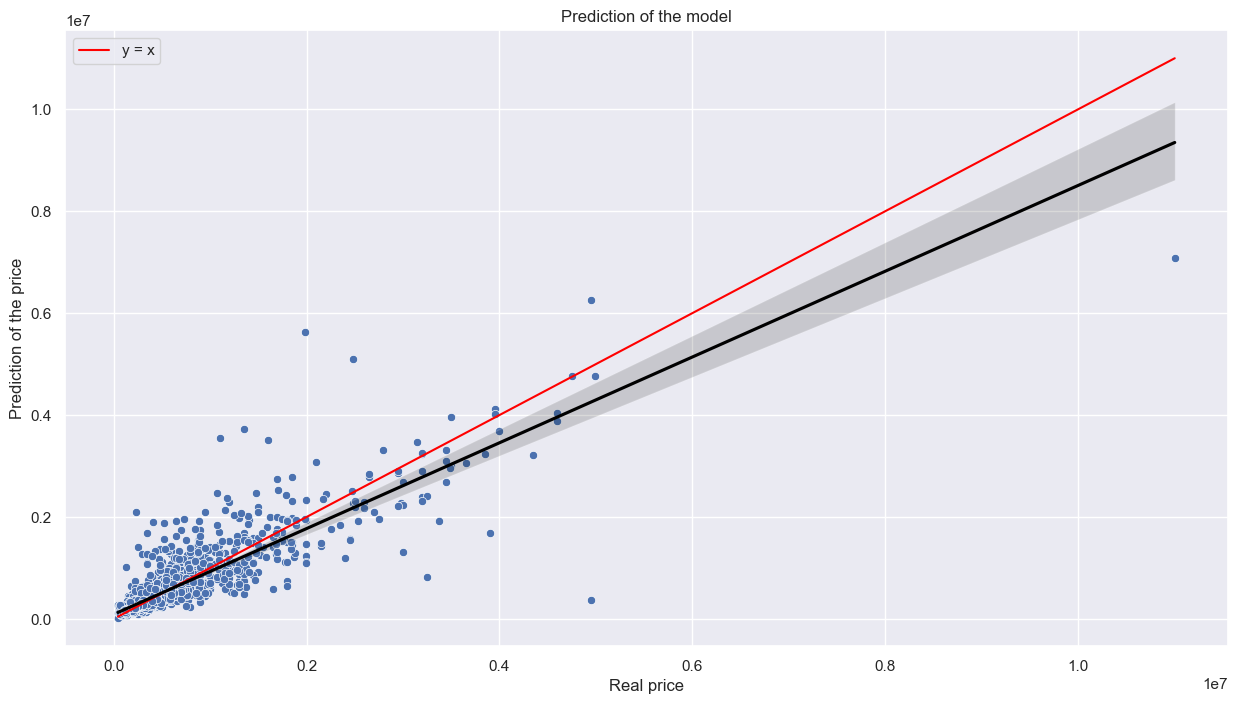 Prediction of the model
1e7
y = x
1.0
0.8
0.6
0.4
0.2
0.0
Prediction of the price
0.0 0.2 0.4 0.6 0.8 1.0
1e7
Real price